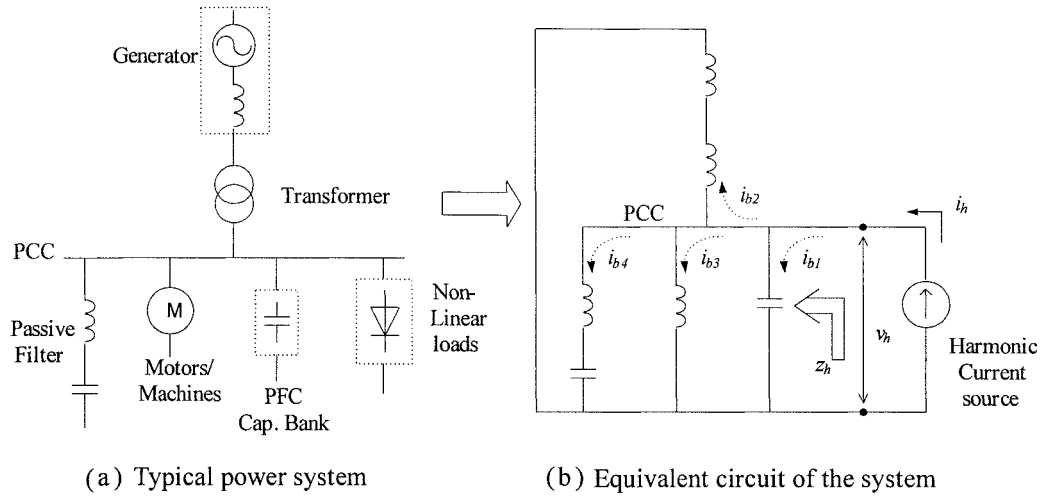 Generator
Transformer
PCC
M
Passive
Filter
Motors/
Machines
PFC
Cap. Bank
Non-
Linear
loads
(a) Typical power system
i_b2
PCC
i_h
i_b4
i_b3
i_b1
v_h
z_h
Harmonic
Current
source
(b) Equivalent circuit of the system